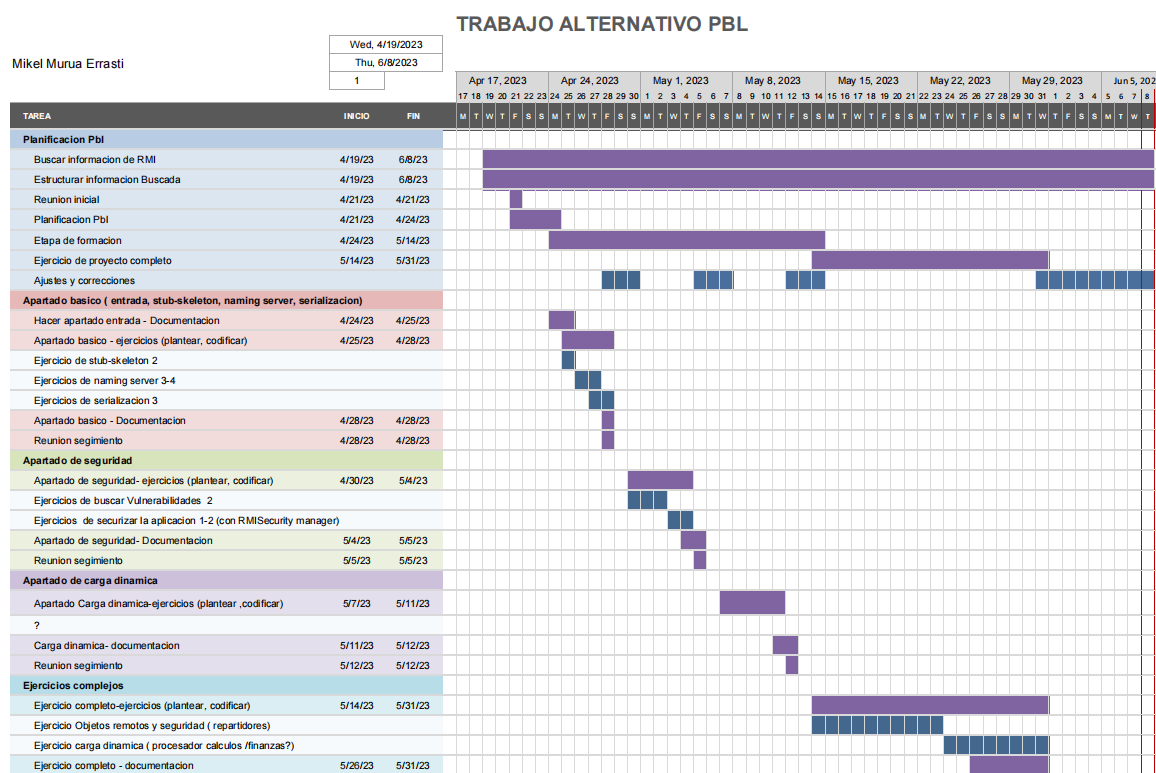 TRABAJO ALTERNATIVO PBL
Wed, 4/19/2023
Mikel Murua Errasti
Thu, 6/8/2023
1
Apr 17, 2023 Apr 24, 2023 May 1, 2023 May 8, 2023 May 15, 2023 May 22, 2023 May 29, 2023 Jun 5, 202
17 18 19 20 21 22 23 24 25 26 27 28 29 30 1 2 3 4 5 6 7 8 9 10 11 12 13 14 15 16 17 18 19 20 21 22 23 24 25 26 27 28 29 30 31 1 2 3 4 5 6 7 8
TAREA INICIO FIN M T W T F S S M T W T F S S M T W T F S S M T W T F S S M T W T F S S M T W T F S S M T W T F S S M T W T
Planificacion Pbl
Buscar informacion de RMI 4/19/23 6/8/23
Estructurar informacion Buscada 4/19/23 6/8/23
Reunion inicial 4/21/23 4/21/23
Planificacion Pbl 4/21/23 4/24/23
Etapa de formacion 4/24/23 5/14/23
Ejercicio de proyecto completo 5/14/23 5/31/23
Ajustes y correcciones
Apartado basico ( entrada, stub-skeleton, naming server, serializacion)
Hacer apartado entrada - Documentacion 4/24/23 4/25/23
Apartado basico - ejercicios (plantear, codificar) 4/25/23 4/28/23
Ejercicio de stub-skeleton 2
Ejercicios de naming server 3-4
Ejercicios de serializacion 3
Apartado basico - Documentacion 4/28/23 4/28/23
Reunion segimiento 4/28/23 4/28/23
Apartado de seguridad
Apartado de seguridad- ejercicios (plantear, codificar) 4/30/23 5/4/23
Ejercicios de buscar Vulnerabilidades 2
Ejercicios de securizar la aplicacion 1-2 (con RMISecurity manager)
Apartado de seguridad- Documentacion 5/4/23 5/5/23
Reunion segimiento 5/5/23 5/5/23
Apartado de carga dinamica
Apartado Carga dinamica-ejercicios (plantear ,codificar) 5/7/23 5/11/23
?
Carga dinamica- documentacion 5/11/23 5/12/23
Reunion segimiento 5/12/23 5/12/23
Ejercicios complejos
Ejercicio completo-ejercicios (plantear, codificar) 5/14/23 5/31/23
Ejercicio Objetos remotos y seguridad ( repartidores)
Ejercicio carga dinamica ( procesador calculos /finanzas?)
Ejercicio completo - documentacion 5/26/23 5/31/23